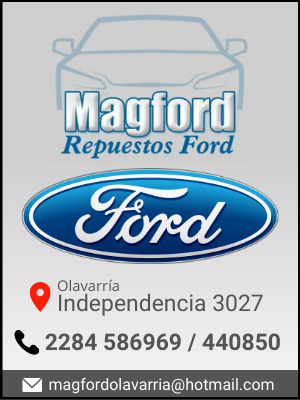 Magford
Repuestos Ford
Ford
Olavarría
Independencia 3027
2284 586969 / 440850
magfordolavarria@hotmail.com